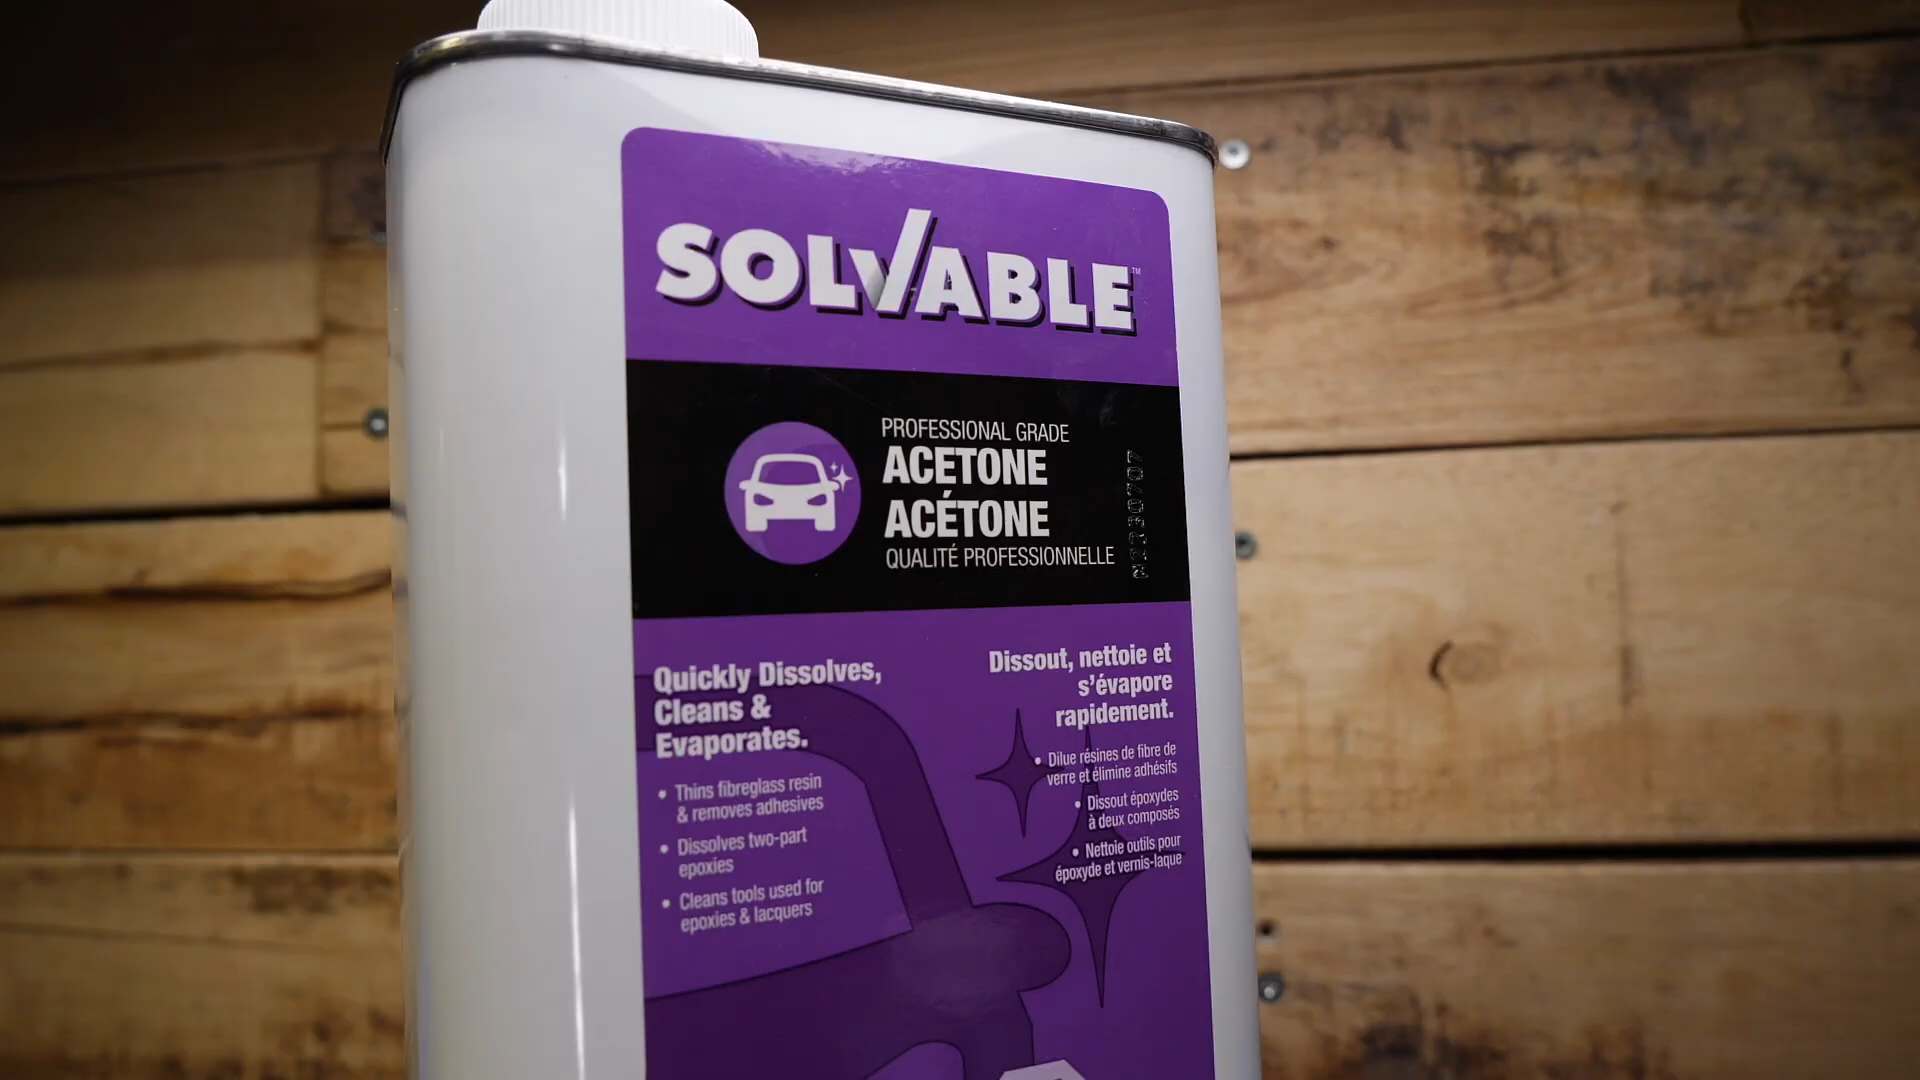 SOLVABLE™
PROFESSIONAL GRADE
ACETONE
ACÉTONE
QUALITÉ PROFESSIONNELLE
N2230707
Quickly Dissolves,
Cleans &
Evaporates.
• Thins fibreglass resin
& removes adhesives
• Dissolves two-part
epoxies
• Cleans tools used for
epoxies & lacquers
Dissout, nettoie et
s'évapore
rapidement.
• Dilue résines de fibre de
verre et élimine adhésifs
• Dissout époxydes
à deux composés
• Nettoie outils pour
époxyde et vernis-laque